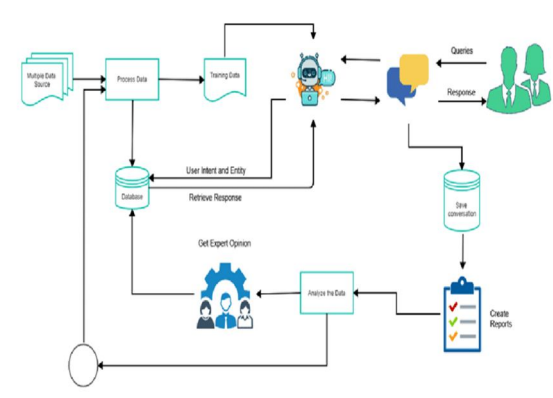 Multiple Data
Source
Process Data
Training Data
Queries
Response
User Intent and Entity
Database
Retrieve Response
Save
conversation
Get Expert Opinion
Analyze the Data
Create
Reports